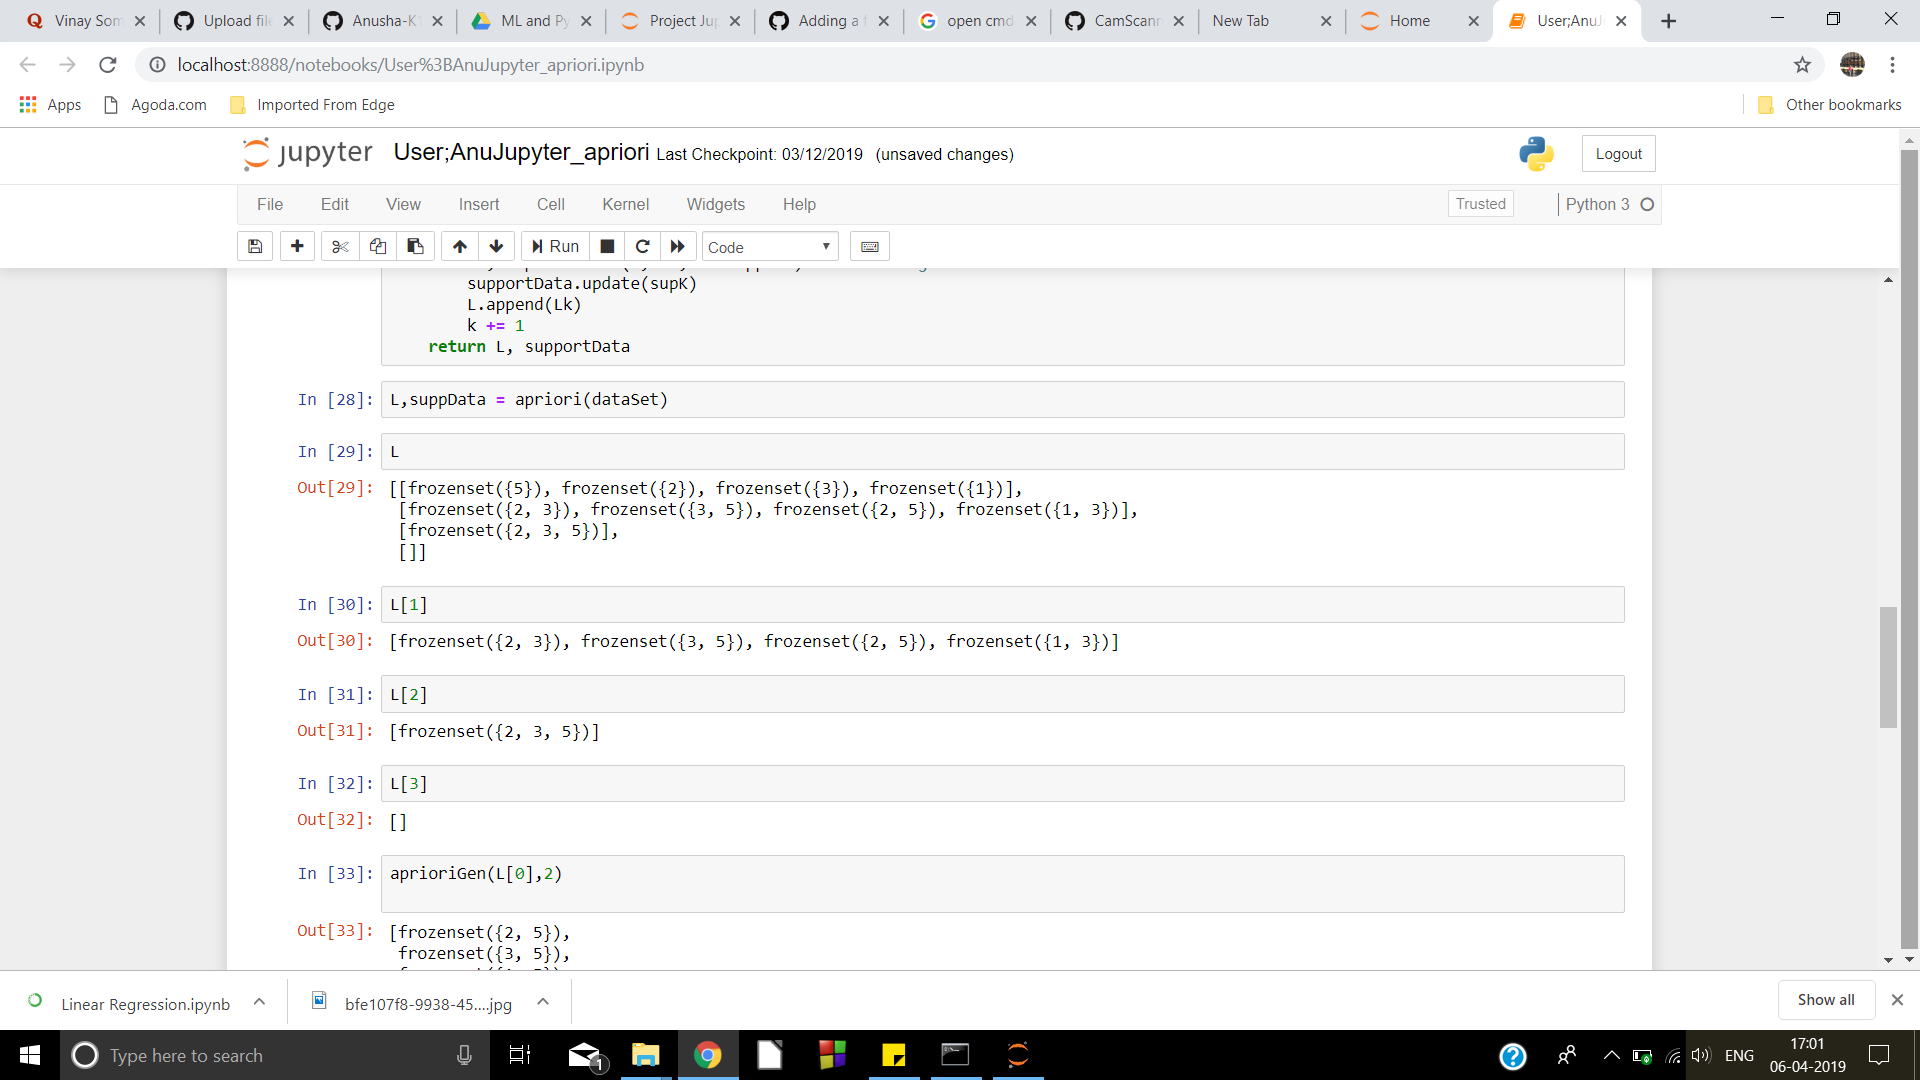 Vinay Som
Upload file
Anusha-K
ML and Py
Project Jup
Adding a f
open cmd
CamScann
New Tab
Home
User;AnuJ
localhost:8888/notebooks/User%3BAnuJupyter_apriori.ipynb
Apps
Agoda.com
Imported From Edge
Other bookmarks
jupyter User;AnuJupyter_apriori Last Checkpoint: 03/12/2019 (unsaved changes)
Logout
File Edit View Insert Cell Kernel Widgets Help
Trusted
Python 3
Run
Code
supportData.update(supK)
L.append(Lk)
k += 1
return L, supportData
In [28]: L,suppData = apriori(dataSet)
In [29]: L
Out[29]: [[frozenset({5}), frozenset({2}), frozenset({3}), frozenset({1})],
[frozenset({2, 3}), frozenset({3, 5}), frozenset({2, 5}), frozenset({1, 3})],
[frozenset({2, 3, 5})],
[]]
In [30]: L[1]
Out[30]: [frozenset({2, 3}), frozenset({3, 5}), frozenset({2, 5}), frozenset({1, 3})]
In [31]: L[2]
Out[31]: [frozenset({2, 3, 5})]
In [32]: L[3]
Out[32]: []
In [33]: aprioriGen(L[0],2)
Out[33]: [frozenset({2, 5}),
frozenset({3, 5}),
Linear Regression.ipynb
bfe107f8-9938-45....jpg
Show all
Type here to search
1
ENG
17:01
06-04-2019